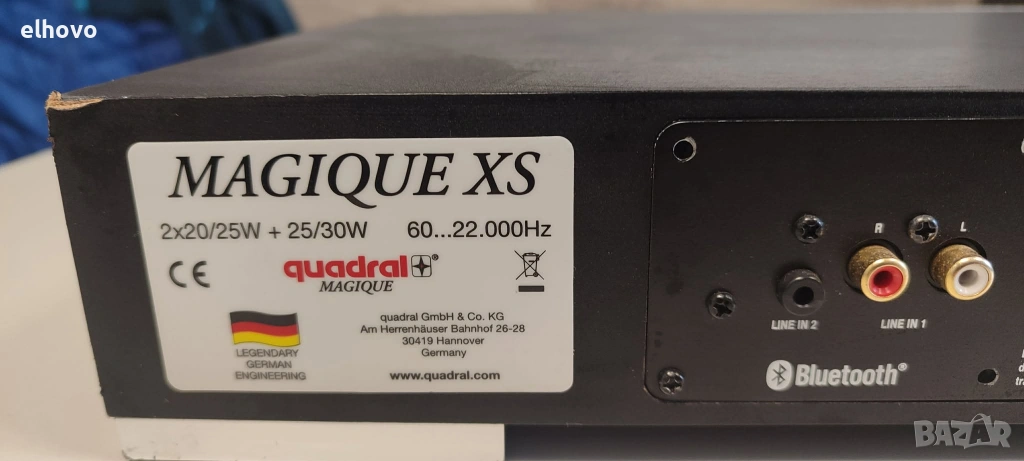 elhovo
MAGIQUE XS
2x20/25W + 25/30W 60...22.000Hz
CE
quadral®
MAGIQUE
quadral GmbH & Co. KG
Am Herrenhäuser Bahnhof 26-28
30419 Hannover
Germany
LEGENDARY
GERMAN
ENGINEERING
www.quadral.com
R L
LINE IN 2 LINE IN 1
Bluetooth®
BAZAR